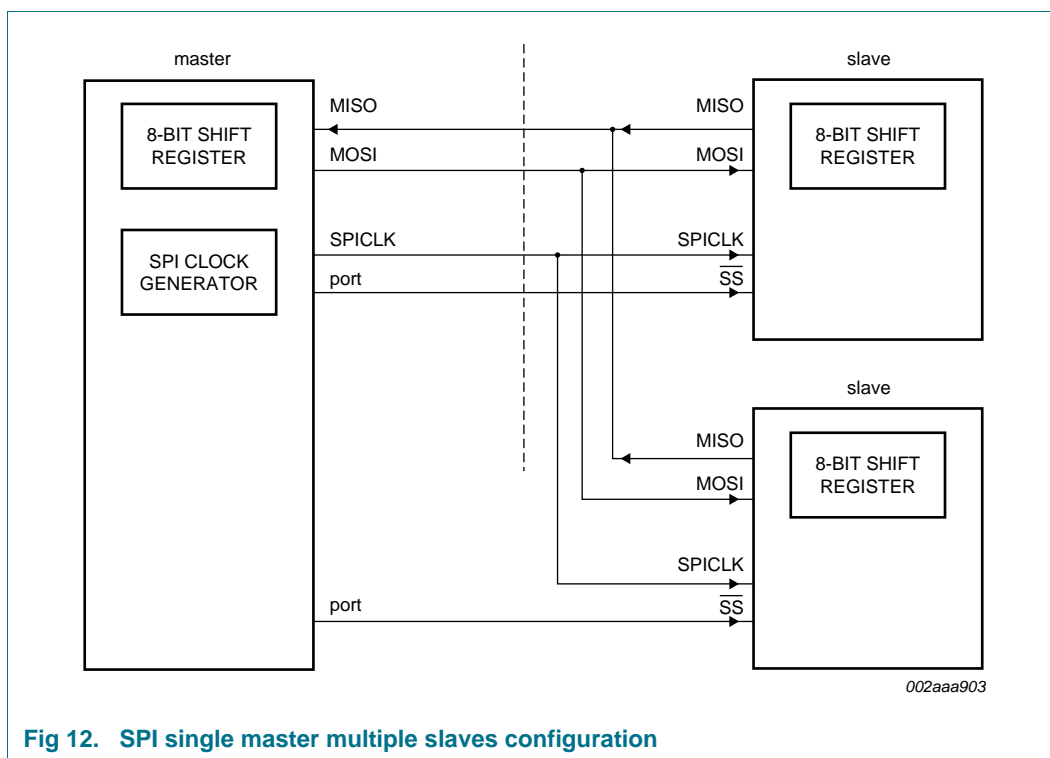 master
slave
MISO
MISO
8-BIT SHIFT
REGISTER
8-BIT SHIFT
REGISTER
MOSI
MOSI
SPICLK
SPICLK
SPI CLOCK
GENERATOR
port
SS
slave
MISO
8-BIT SHIFT
REGISTER
MOSI
SPICLK
port
SS
002aaa903
Fig 12. SPI single master multiple slaves configuration